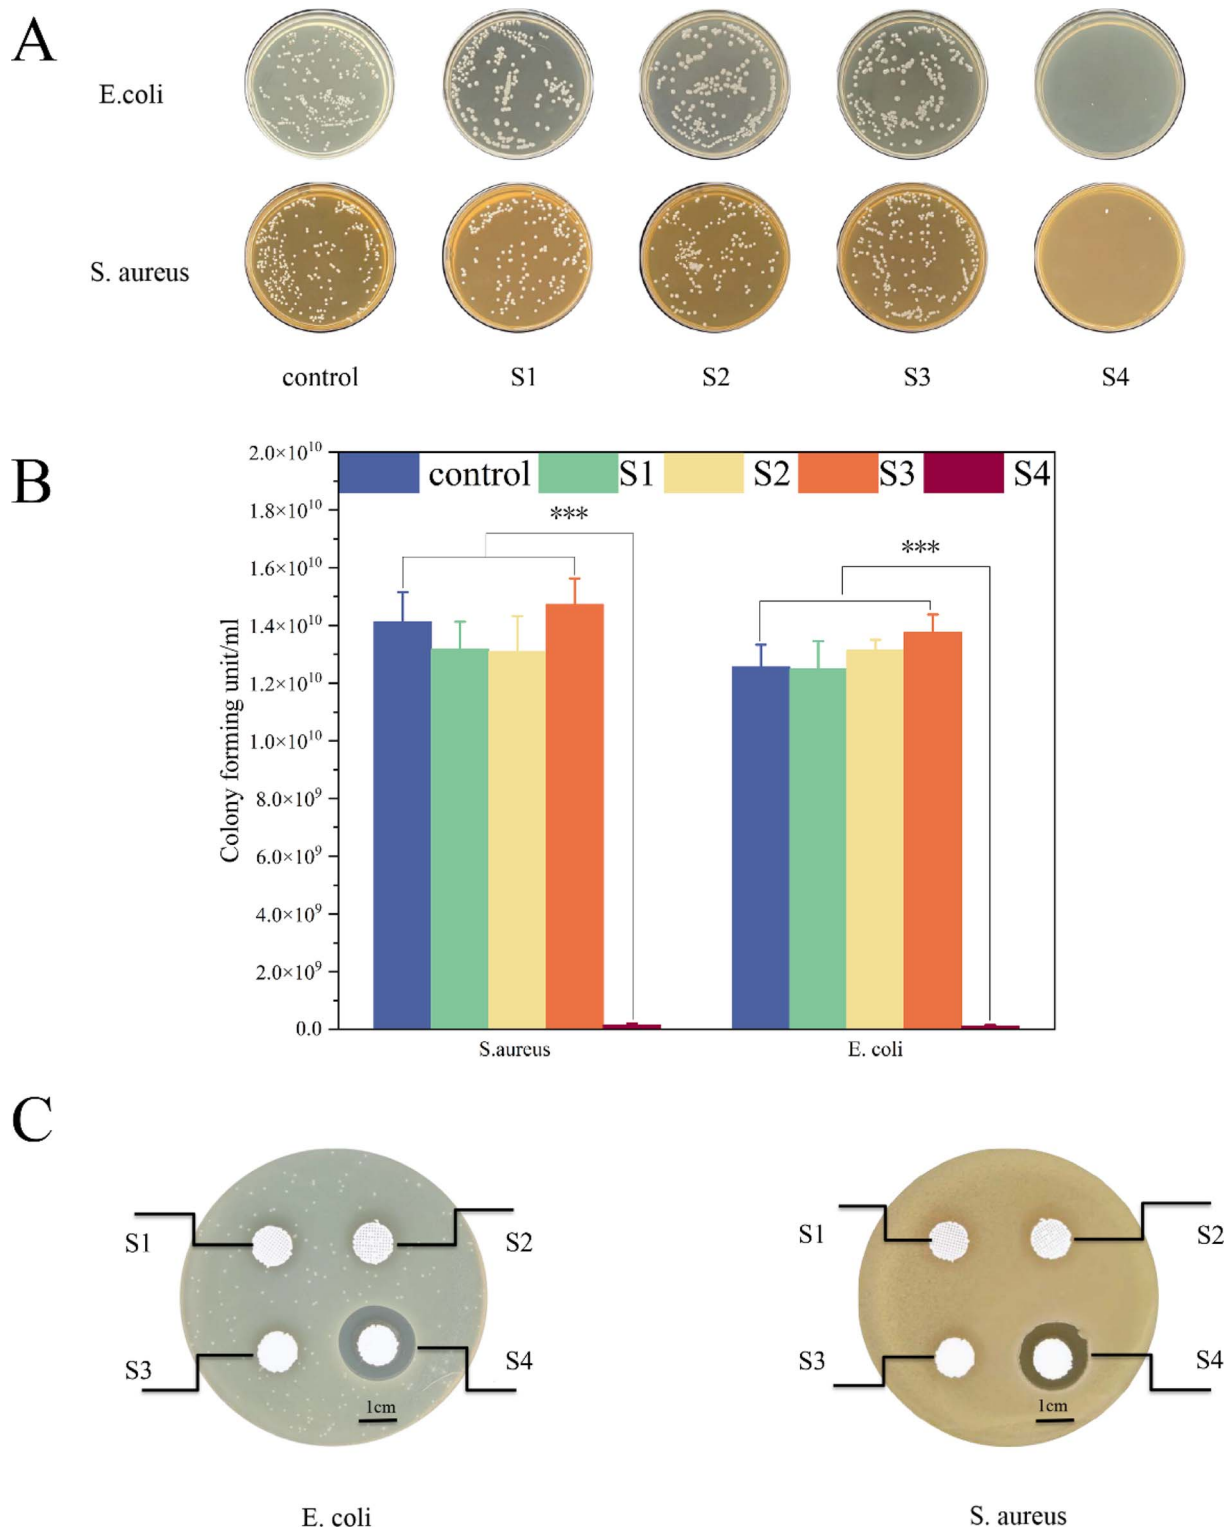 A
E.coli
S. aureus
control S1 S2 S3 S4
B
control S1 S2 S3 S4
2.0×10¹⁰
1.8×10¹⁰
1.6×10¹⁰
1.4×10¹⁰
1.2×10¹⁰
1.0×10¹⁰
8.0×10⁹
6.0×10⁹
4.0×10⁹
2.0×10⁹
0.0
Colony forming unit/ml
***
***
S.aureus E. coli
C
S1 S2
S3 S4
1cm
E. coli
S1 S2
S3 S4
1cm
S. aureus